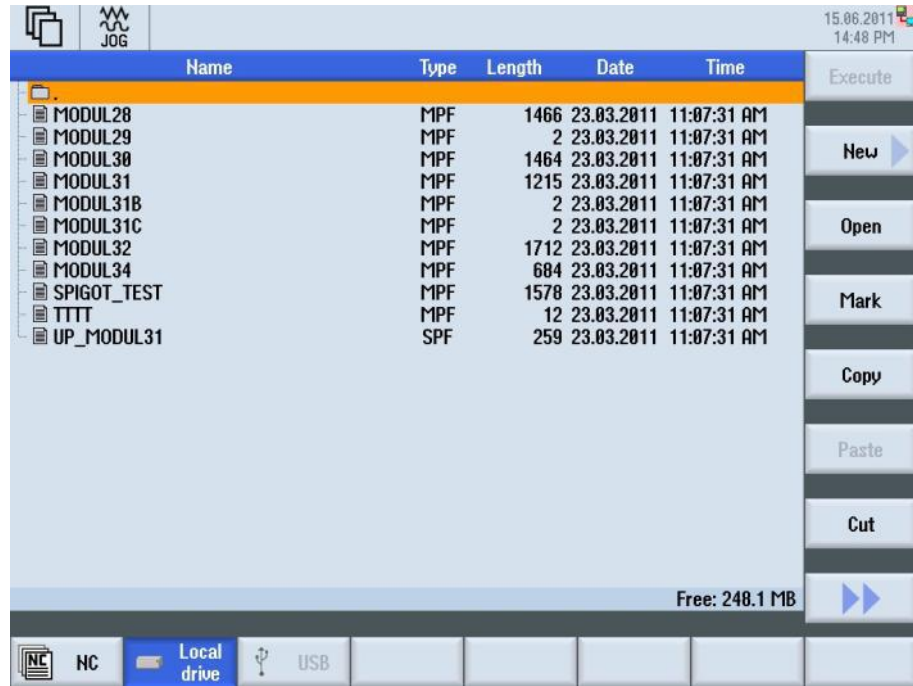 JOG
15.06.2011
14:48 PM
Name Type Length Date Time
Execute
.
MODUL28 MPF 1466 23.03.2011 11:07:31 AM
MODUL29 MPF 2 23.03.2011 11:07:31 AM
New
MODUL30 MPF 1464 23.03.2011 11:07:31 AM
MODUL31 MPF 1215 23.03.2011 11:07:31 AM
MODUL31B MPF 2 23.03.2011 11:07:31 AM
MODUL31C MPF 2 23.03.2011 11:07:31 AM
Open
MODUL32 MPF 1712 23.03.2011 11:07:31 AM
MODUL34 MPF 684 23.03.2011 11:07:31 AM
SPIGOT_TEST MPF 1578 23.03.2011 11:07:31 AM
Mark
TTTT MPF 12 23.03.2011 11:07:31 AM
UP_MODUL31 SPF 259 23.03.2011 11:07:31 AM
Copy
Paste
Cut
Free: 248.1 MB
NC NC
Local
drive
USB